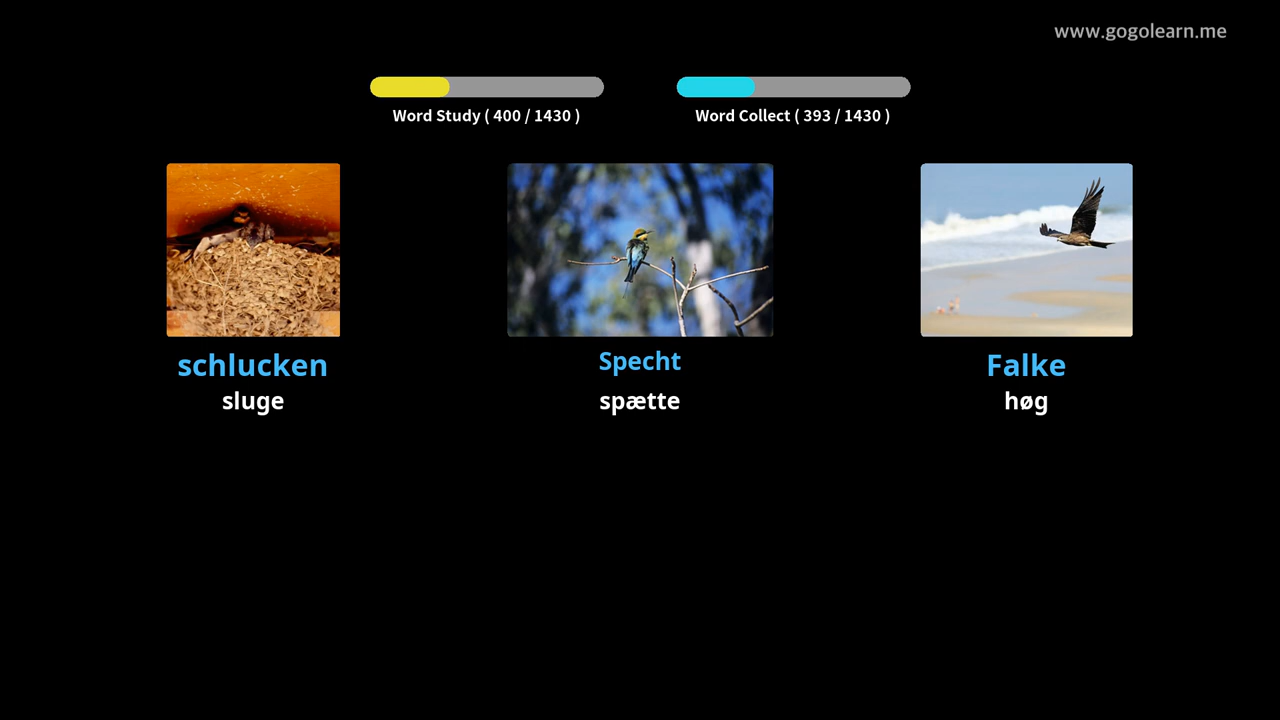 www.gogolearn.me
Word Study ( 400 / 1430 )
Word Collect ( 393 / 1430 )
schlucken
sluge
Specht
spætte
Falke
høg